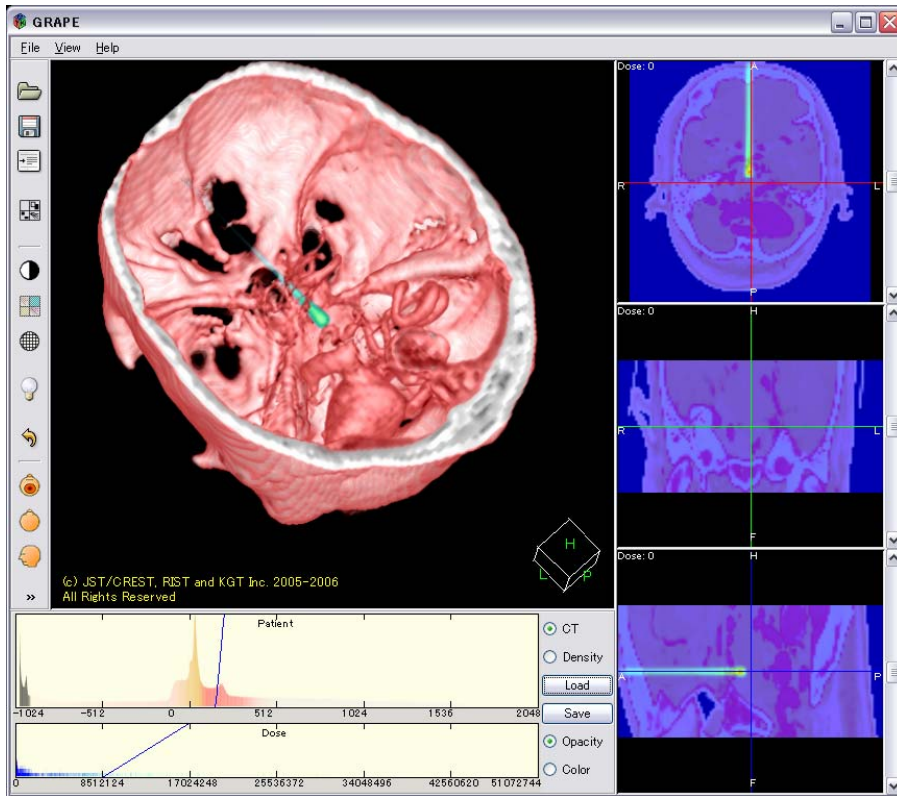 GRAPE
File View Help
(c) JST/CREST, RIST and KGT Inc. 2005-2006
All Rights Reserved
H
L P
»
Dose: 0
A
R L
P
Dose: 0
H
R L
F
Dose: 0
H
A P
F
Patient
-1024 -512 0 512 1024 1536 2048
Dose
0 8512124 17024248 25536372 34048496 42560620 51072744
CT
Density
Load
Save
Opacity
Color